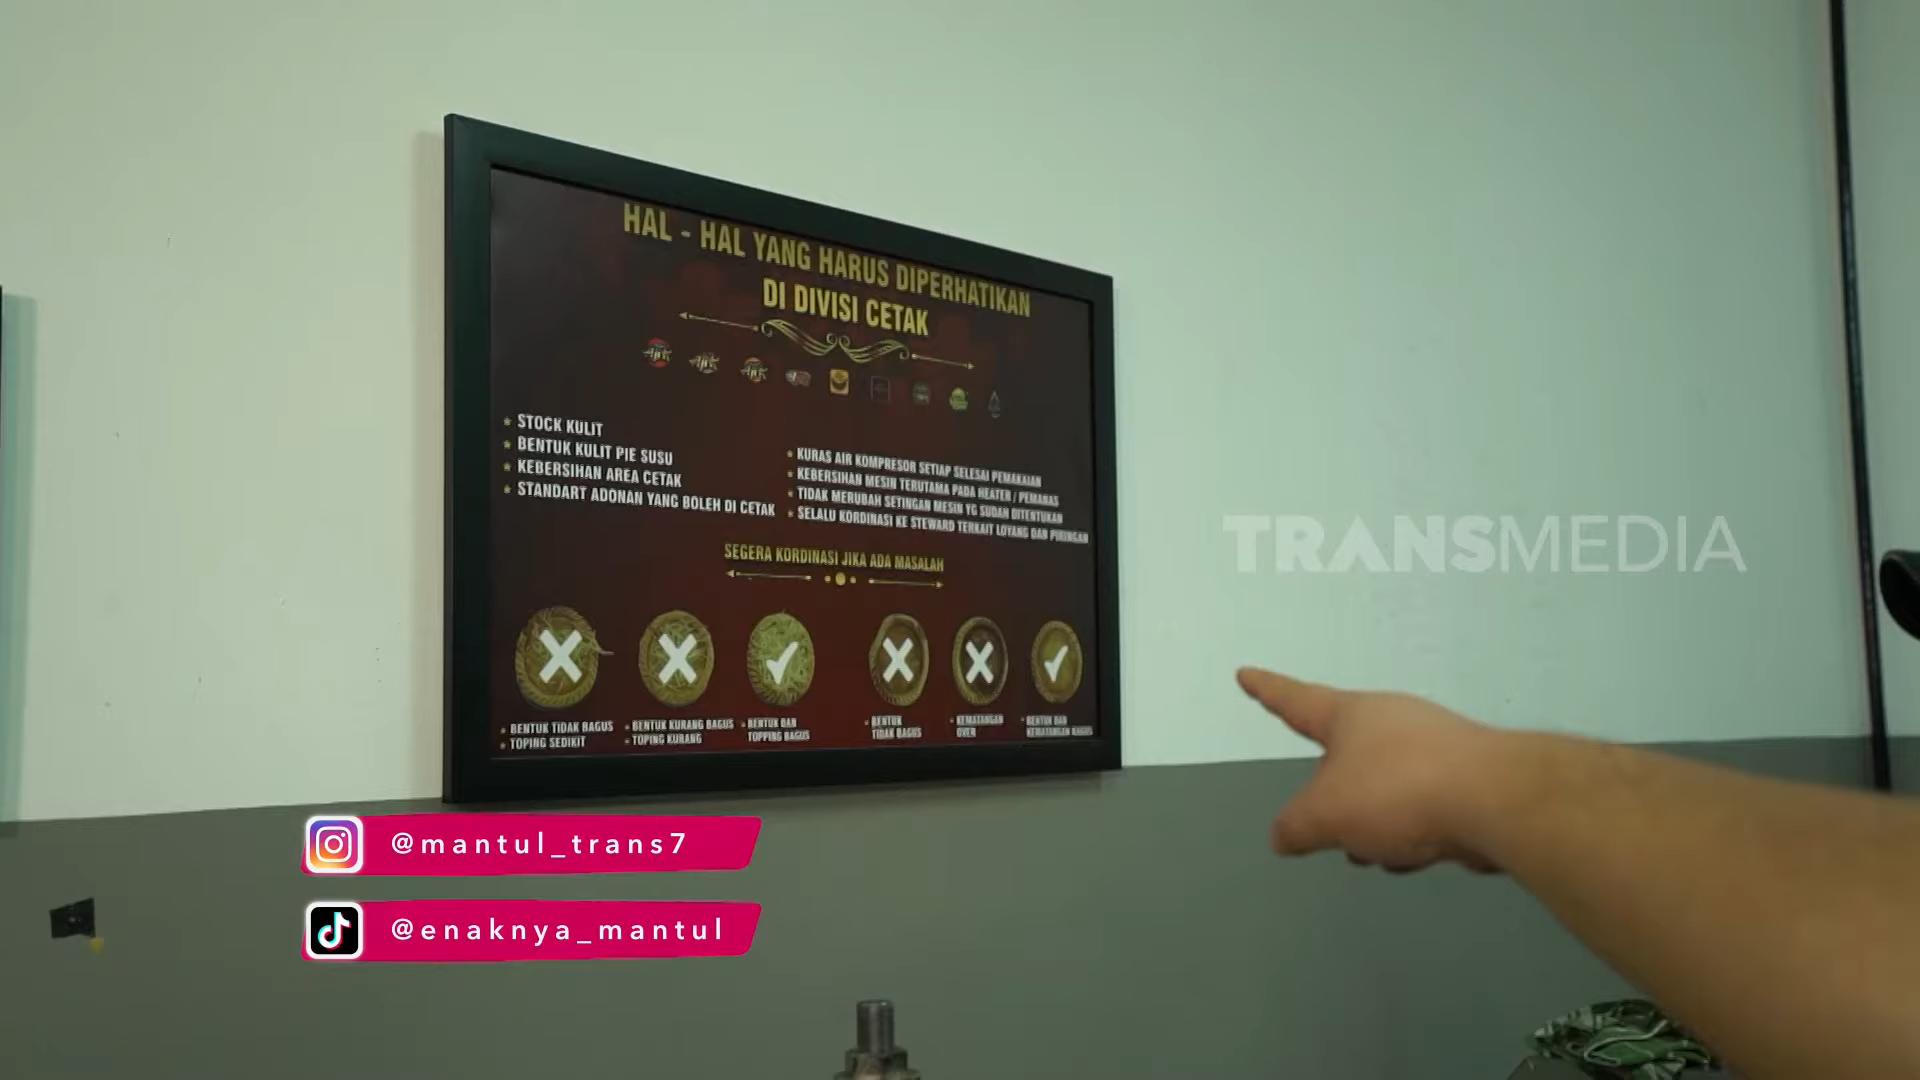 HAL - HAL YANG HARUS DIPERHATIKAN
DI DIVISI CETAK
STOCK KULIT
BENTUK KULIT PIE SUSU
KEBERSIHAN AREA CETAK
STANDART ADONAN YANG BOLEH DI CETAK
KURAS AIR KOMPRESOR SETIAP SELESAI PEMAKAIAN
KEBERSIHAN MESIN TERUTAMA PADA HEATER / PEMANAS
TIDAK MERUBAH SETINGAN MESIN YG SUDAH DITENTUKAN
SELALU KORDINASI KE STEWARD TERKAIT LOYANG DAN PIRINGAN
SEGERA KORDINASI JIKA ADA MASALAH
BENTUK TIDAK BAGUS
TOPING SEDIKIT
BENTUK KURANG BAGUS
TOPING KURANG
BENTUK DAN
TOPPING BAGUS
BENTUK
TIDAK BAGUS
KEMATANGAN
OVER
BENTUK DAN
KEMATANGAN BAGUS
TRANSMEDIA
@mantul_trans7
@enaknya_mantul